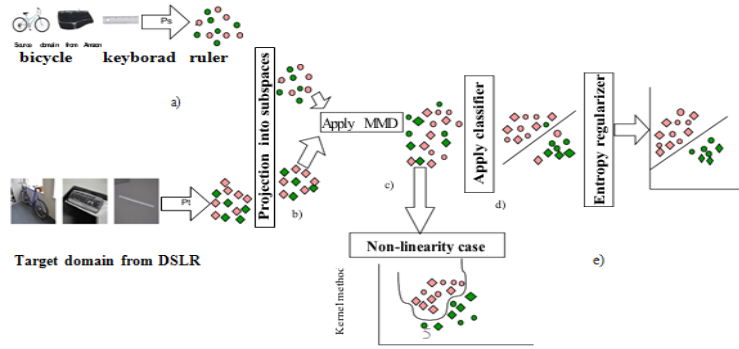 Ps
Source domain from Amazon
bicycle keyborad ruler
a)
Projection into subspaces
Apply MMD
Apply classifier
Entropy regularizer
Pt
b)
c)
d)
Non-linearity case
Target domain from DSLR
e)
Kernel method